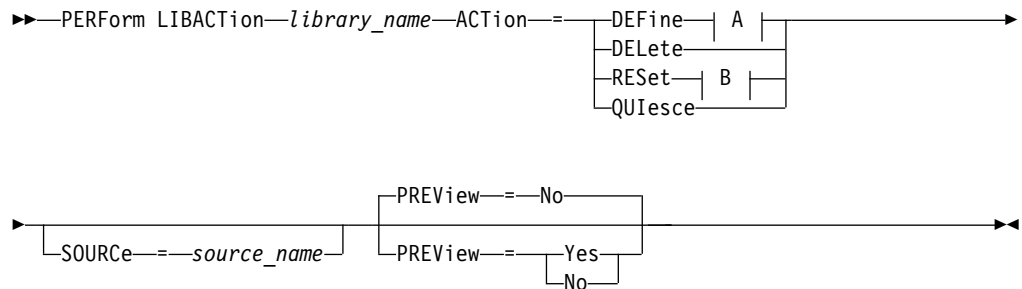 PERForm LIBACTion library_name ACTion = DEFine A
DELete
RESet B
QUIesce
PREView = No
SOURCe = source_name PREView = Yes
No